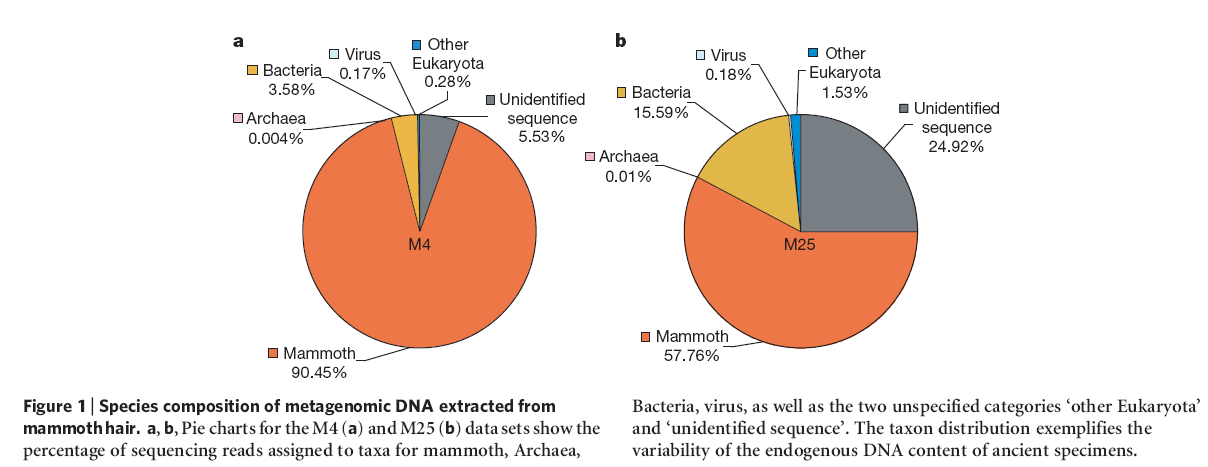 a
Virus
0.17%
Other
Eukaryota
0.28%
Bacteria
3.58%
Archaea
0.004%
Unidentified
sequence
5.53%
M4
Mammoth
90.45%
b
Virus
0.18%
Other
Eukaryota
1.53%
Bacteria
15.59%
Unidentified
sequence
24.92%
Archaea
0.01%
M25
Mammoth
57.76%
Figure 1 | Species composition of metagenomic DNA extracted from
mammoth hair. a, b, Pie charts for the M4 (a) and M25 (b) data sets show the
percentage of sequencing reads assigned to taxa for mammoth, Archaea,
Bacteria, virus, as well as the two unspecified categories ‘other Eukaryota’
and ‘unidentified sequence’. The taxon distribution exemplifies the
variability of the endogenous DNA content of ancient specimens.